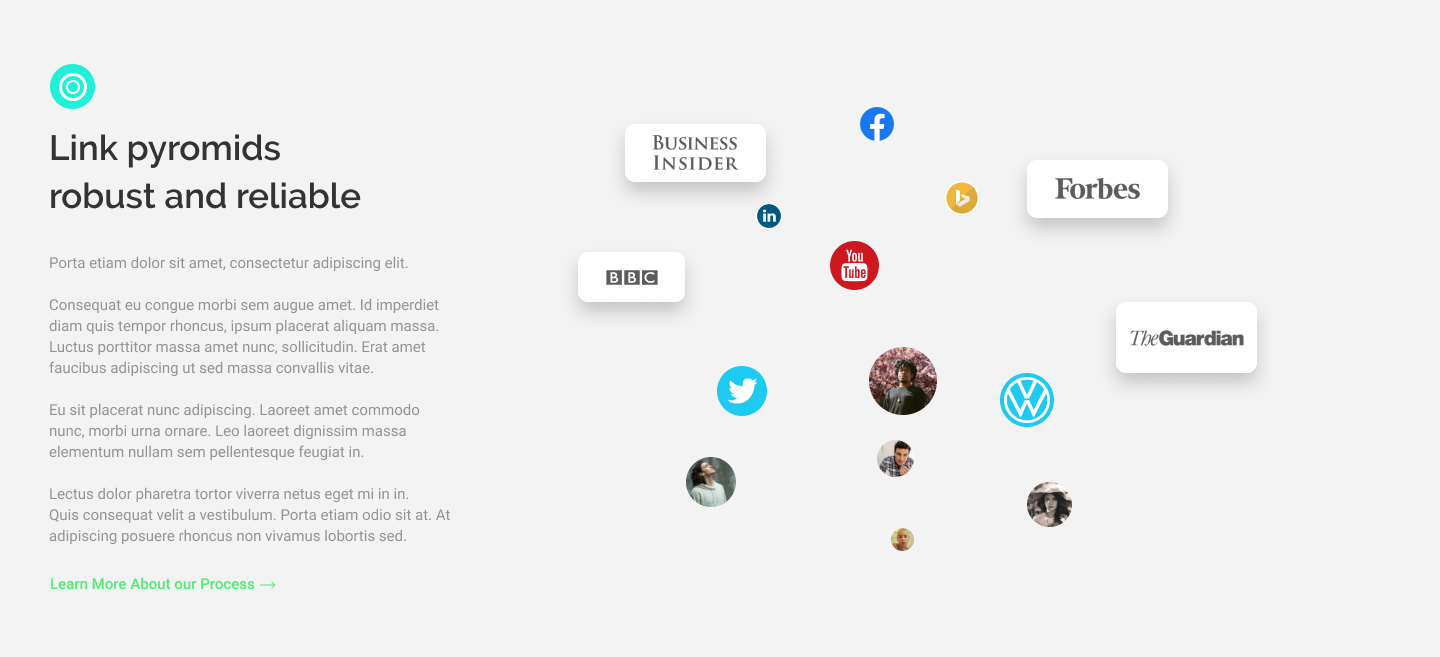 Link pyromids
robust and reliable
Porta etiam dolor sit amet, consectetur adipiscing elit.
Consequat eu congue morbi sem augue amet. Id imperdiet
diam quis tempor rhoncus, ipsum placerat aliquam massa.
Luctus porttitor massa amet nunc, sollicitudin. Erat amet
faucibus adipiscing ut sed massa convallis vitae.
Eu sit placerat nunc adipiscing. Laoreet amet commodo
nunc, morbi urna ornare. Leo laoreet dignissim massa
elementum nullam sem pellentesque feugiat in.
Lectus dolor pharetra tortor viverra netus eget mi in in.
Quis consequat velit a vestibulum. Porta etiam odio sit at. At
adipiscing posuere rhoncus non vivamus lobortis sed.
Learn More About our Process →
BUSINESS
INSIDER
Forbes
in
You
Tube
BBC
TheGuardian